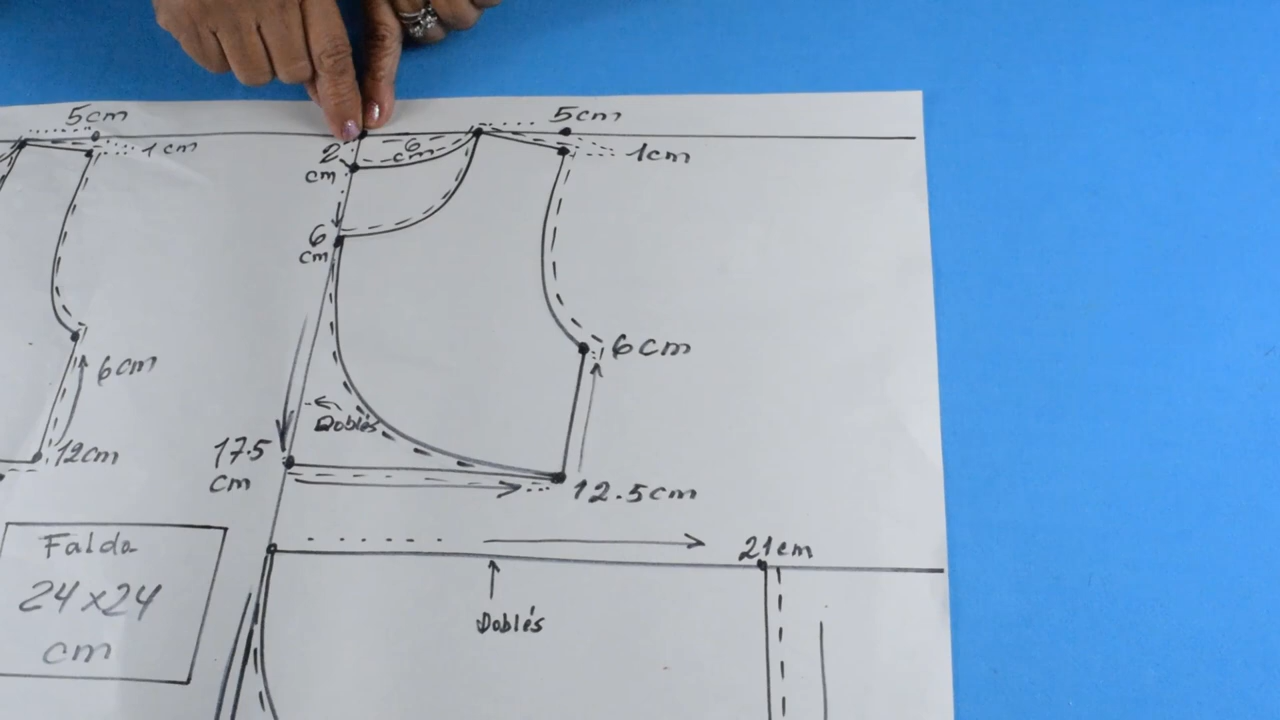 5cm
1cm
6cm
12cm
5cm
1cm
2
cm
6
cm
6
cm
6cm
Doblés
17.5
cm
12.5cm
21cm
Doblés
Falda
24x24
cm